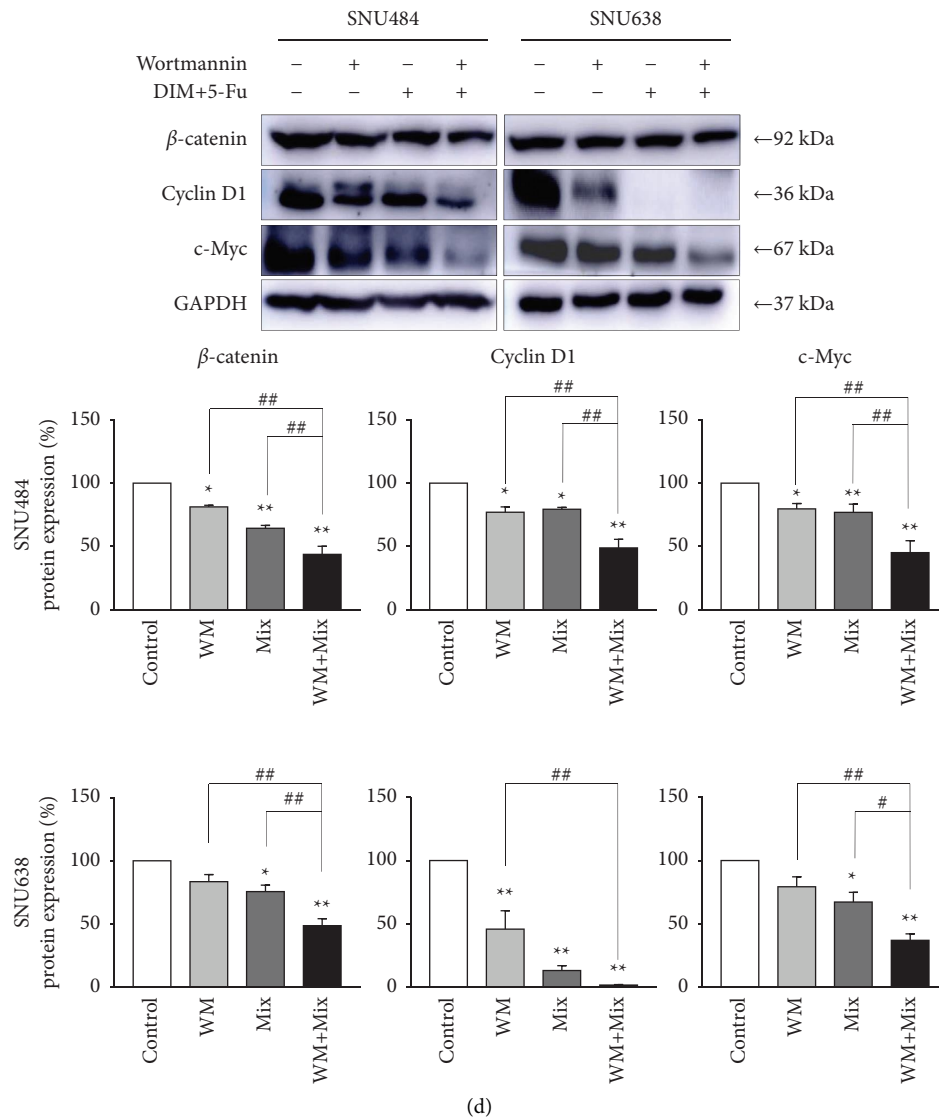 SNU484 SNU638
Wortmannin − + − + − + − +
DIM+5-Fu − − + + − − + +
β-catenin ←92 kDa
Cyclin D1 ←36 kDa
c-Myc ←67 kDa
GAPDH ←37 kDa
β-catenin Cyclin D1 c-Myc
SNU484
protein expression (%)
150
100
50
0
## 
##
* ** **
Control WM Mix WM+Mix
150
100
50
0
##
##
* * **
Control WM Mix WM+Mix
150
100
50
0
##
##
* ** **
Control WM Mix WM+Mix
SNU638
protein expression (%)
150
100
50
0
##
##
* **
Control WM Mix WM+Mix
150
100
50
0
##
** ** **
Control WM Mix WM+Mix
150
100
50
0
##
#
* **
Control WM Mix WM+Mix
(d)